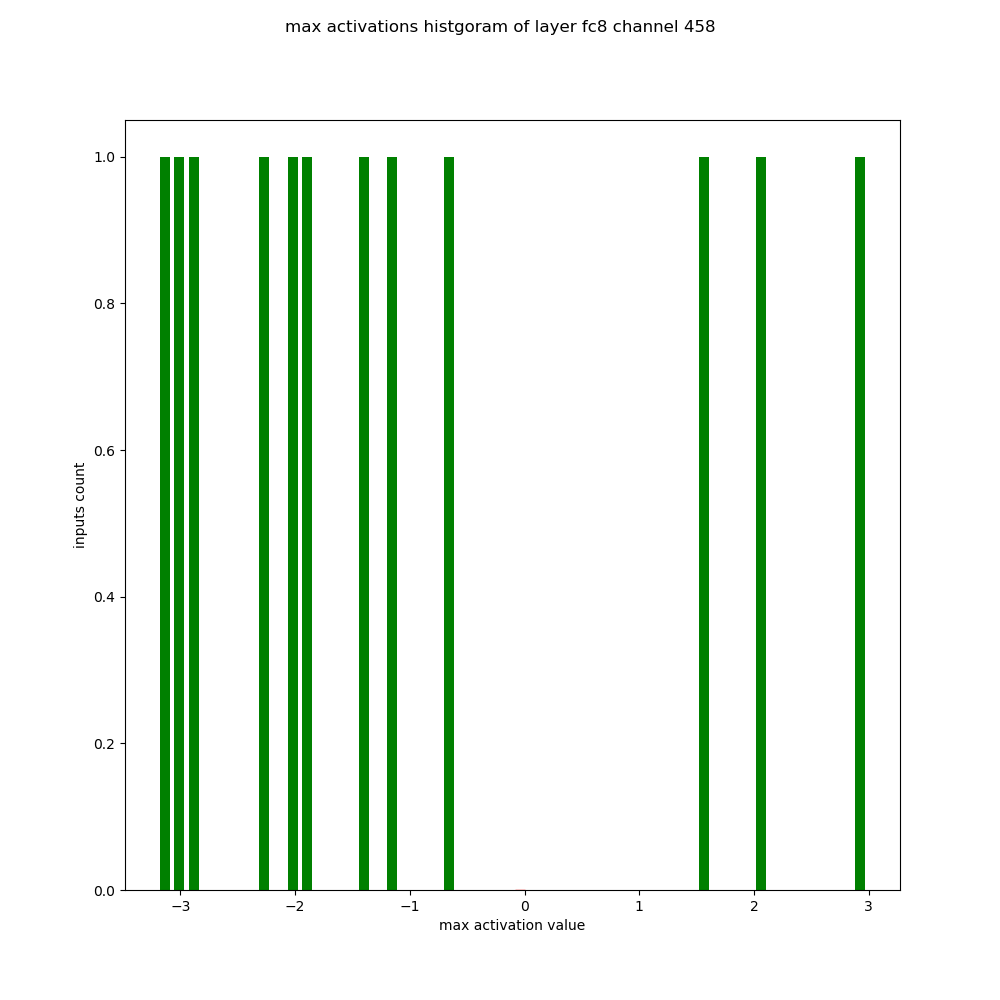 max activations histgoram of layer fc8 channel 458
1.0
0.8
0.6
0.4
0.2
0.0
inputs count
−3 −2 −1 0 1 2 3
max activation value